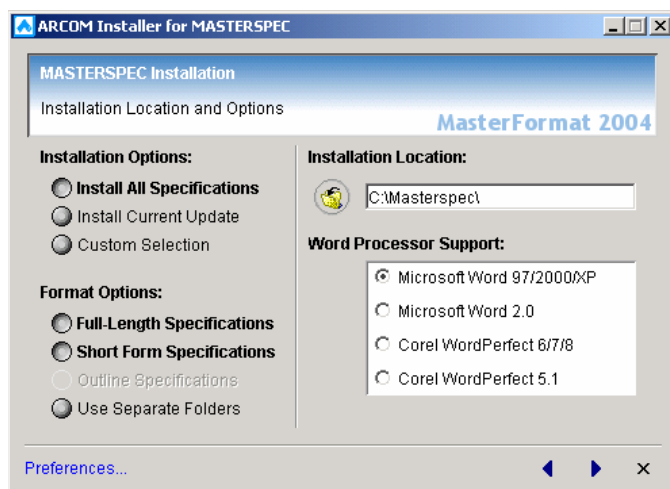 ARCOM Installer for MASTERSPEC
MASTERSPEC Installation
Installation Location and Options
MasterFormat 2004
Installation Options:
Install All Specifications
Install Current Update
Custom Selection
Format Options:
Full-Length Specifications
Short Form Specifications
Outline Specifications
Use Separate Folders
Installation Location:
C:\Masterspec\
Word Processor Support:
Microsoft Word 97/2000/XP
Microsoft Word 2.0
Corel WordPerfect 6/7/8
Corel WordPerfect 5.1
Preferences...